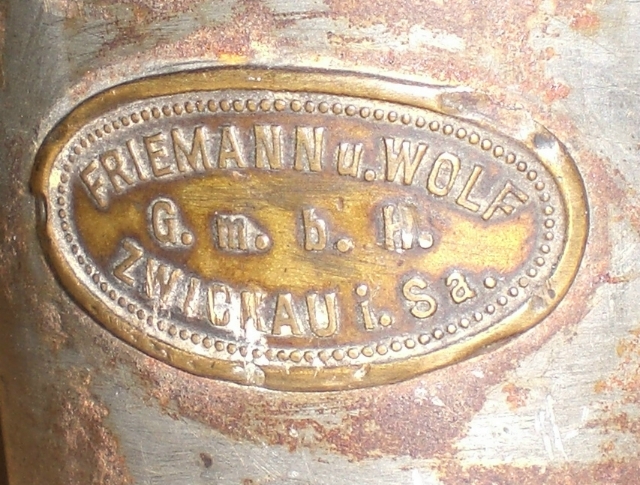 FRIEMANN u. WOLF
G. m. b. H.
ZWICKAU i. Sa.